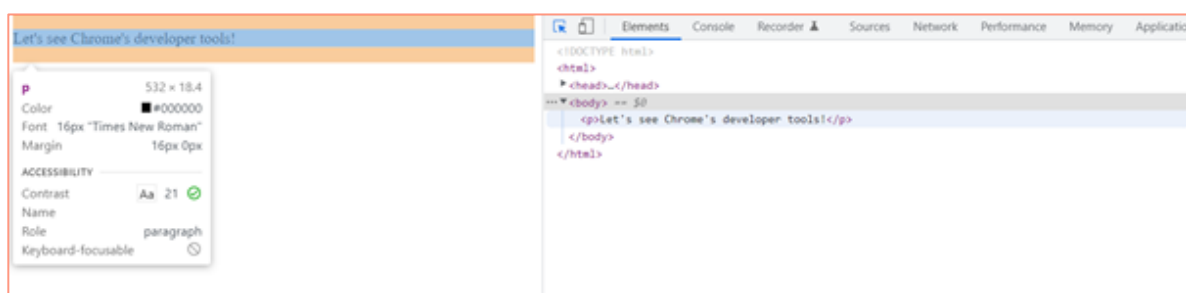 Let's see Chrome's developer tools!
p 532 × 18.4
Color #000000
Font 16px "Times New Roman"
Margin 16px 0px
ACCESSIBILITY
Contrast Aa 21
Name
Role paragraph
Keyboard-focusable
Elements Console Recorder Sources Network Performance Memory Applicatio
<!DOCTYPE html>
<html>
<head>…</head>
<body> == $0
<p>Let's see Chrome's developer tools!</p>
</body>
</html>